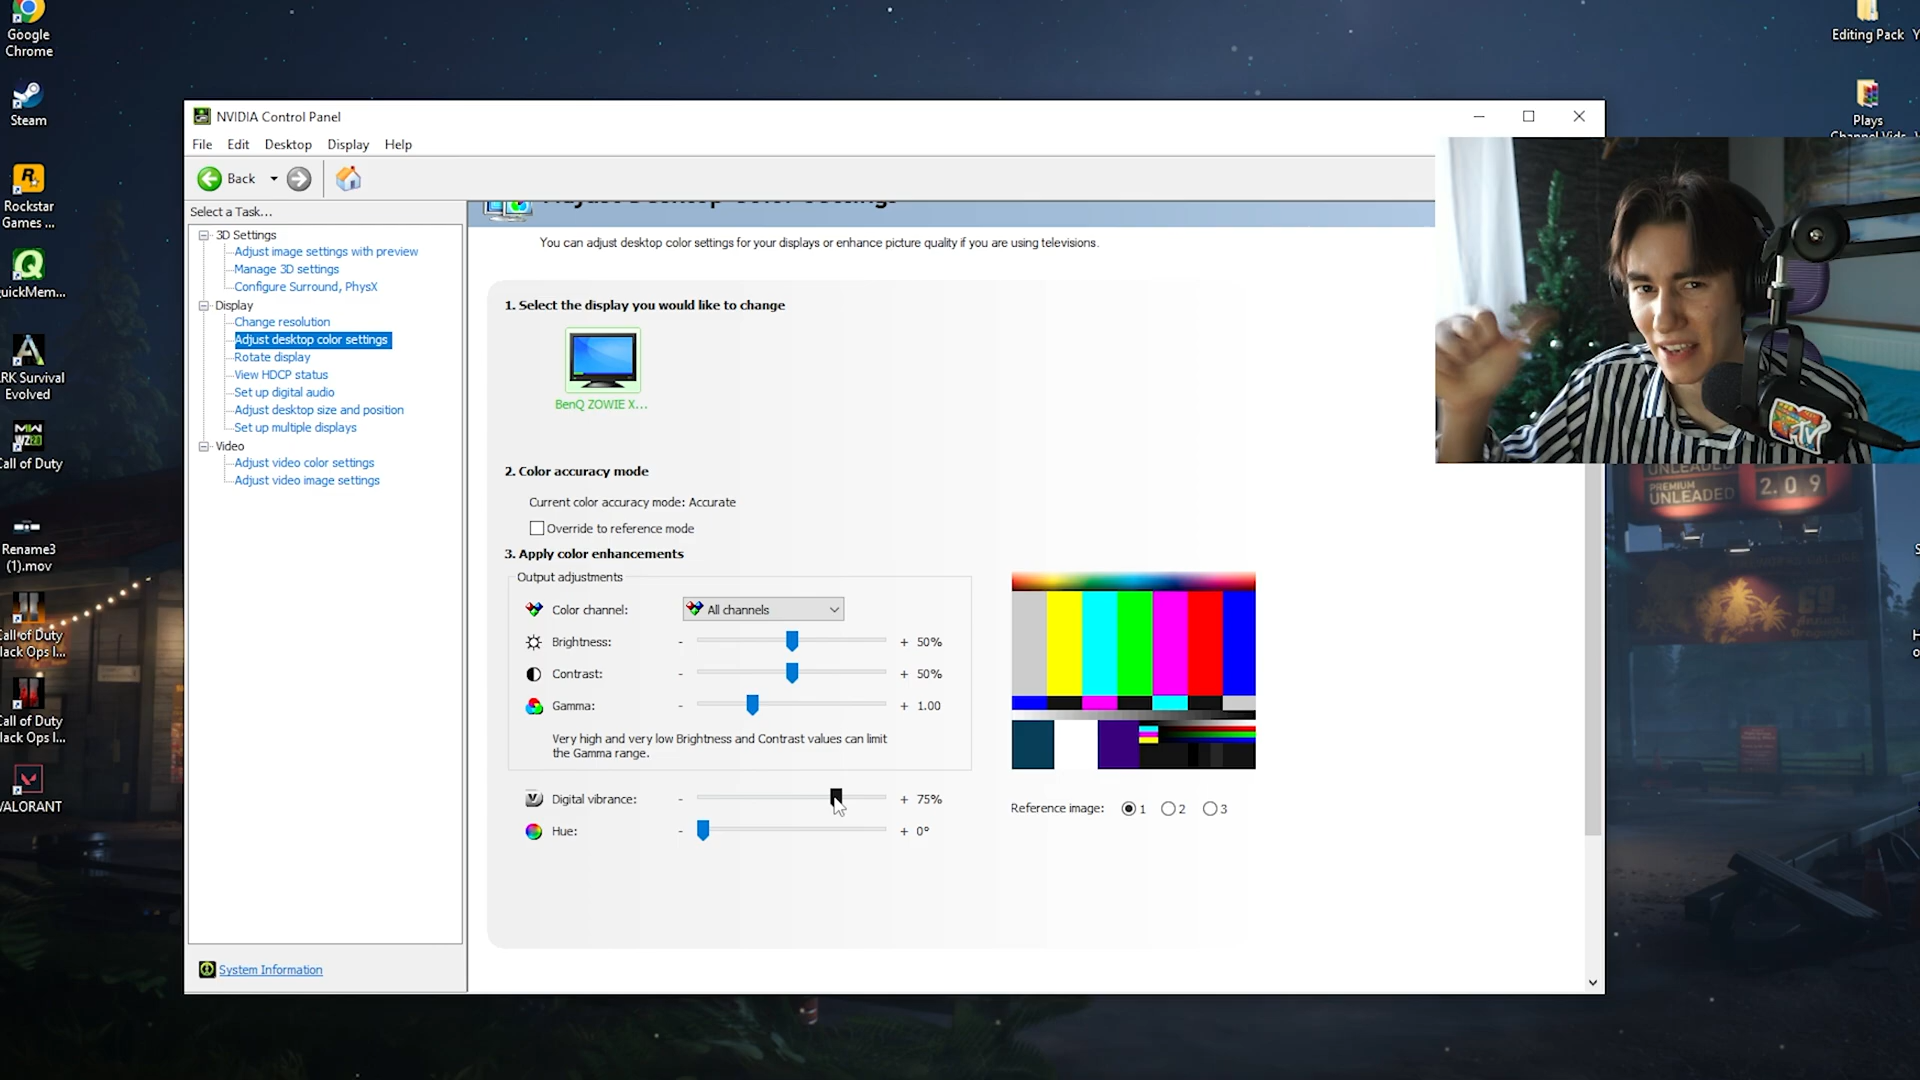 Google
Chrome
Steam
Rockstar
Games ...
uickMem...
RK Survival
Evolved
MW
WZ2.0
all of Duty
Rename3
(1).mov
all of Duty
lack Ops I...
all of Duty
lack Ops I...
VALORANT
Editing Pack
Plays
NVIDIA Control Panel
File Edit Desktop Display Help
Back
Select a Task...
3D Settings
Adjust image settings with preview
Manage 3D settings
Configure Surround, PhysX
Display
Change resolution
Adjust desktop color settings
Rotate display
View HDCP status
Set up digital audio
Adjust desktop size and position
Set up multiple displays
Video
Adjust video color settings
Adjust video image settings
System Information
You can adjust desktop color settings for your displays or enhance picture quality if you are using televisions.
1. Select the display you would like to change
BenQ ZOWIE X...
2. Color accuracy mode
Current color accuracy mode: Accurate
Override to reference mode
3. Apply color enhancements
Output adjustments
Color channel: All channels
Brightness: - + 50%
Contrast: - + 50%
Gamma: - + 1.00
Very high and very low Brightness and Contrast values can limit
the Gamma range.
Digital vibrance: - + 75%
Hue: - + 0°
Reference image: 1 2 3
TV
UNLEADED
PREMIUM
UNLEADED
2.09
69